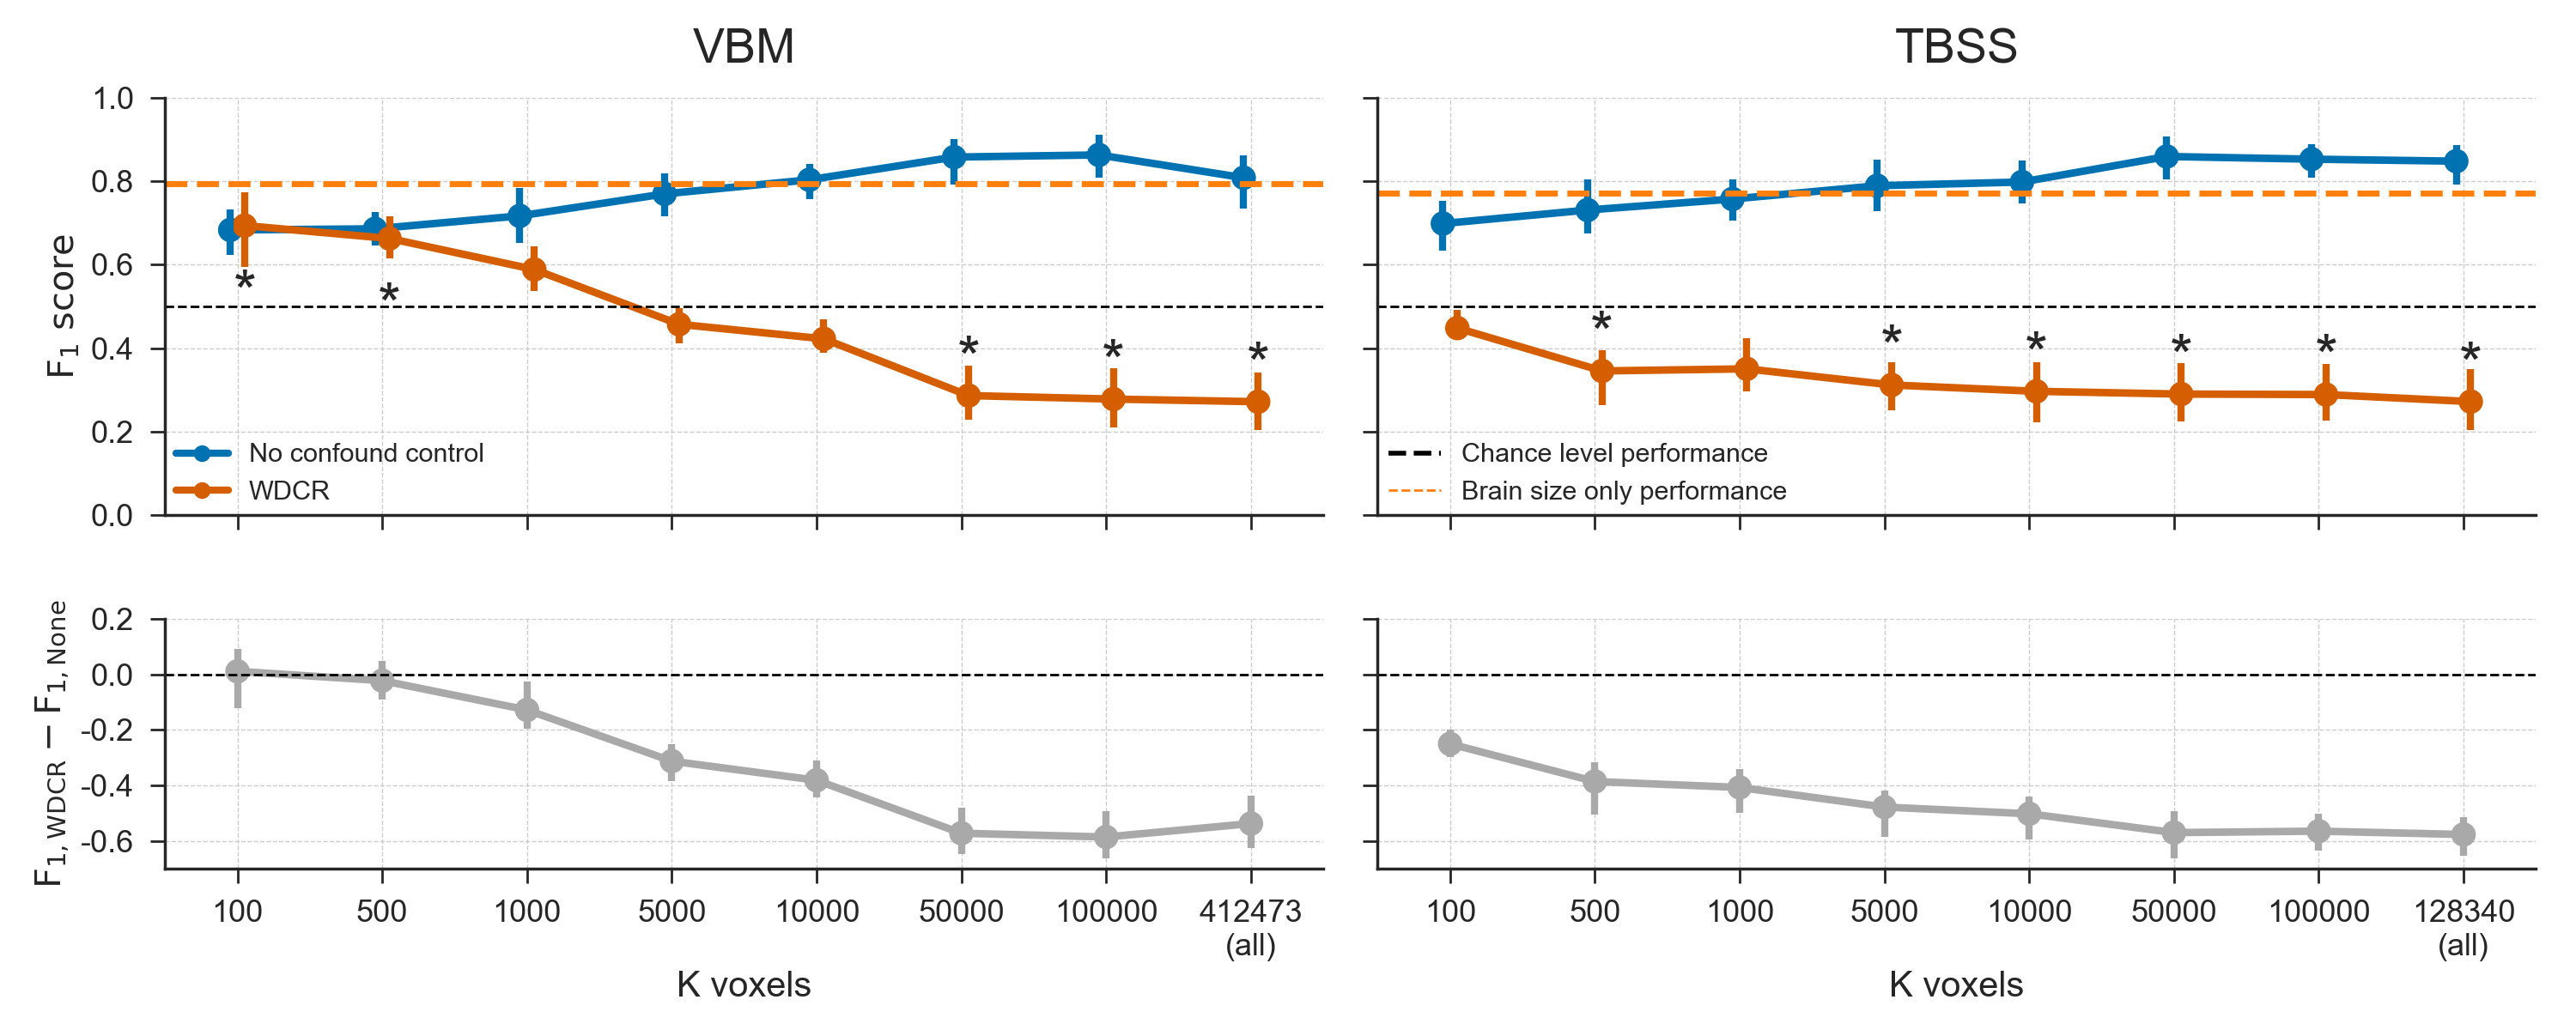 VBM
TBSS
F1 score
1.0
0.8
0.6
0.4
0.2
0.0
* * * * *
* * * * * *
No confound control
WDCR
Chance level performance
Brain size only performance
F1, WDCR − F1, None
0.2
0.0
-0.2
-0.4
-0.6
100 500 1000 5000 10000 50000 100000 412473
(all)
K voxels
100 500 1000 5000 10000 50000 100000 128340
(all)
K voxels